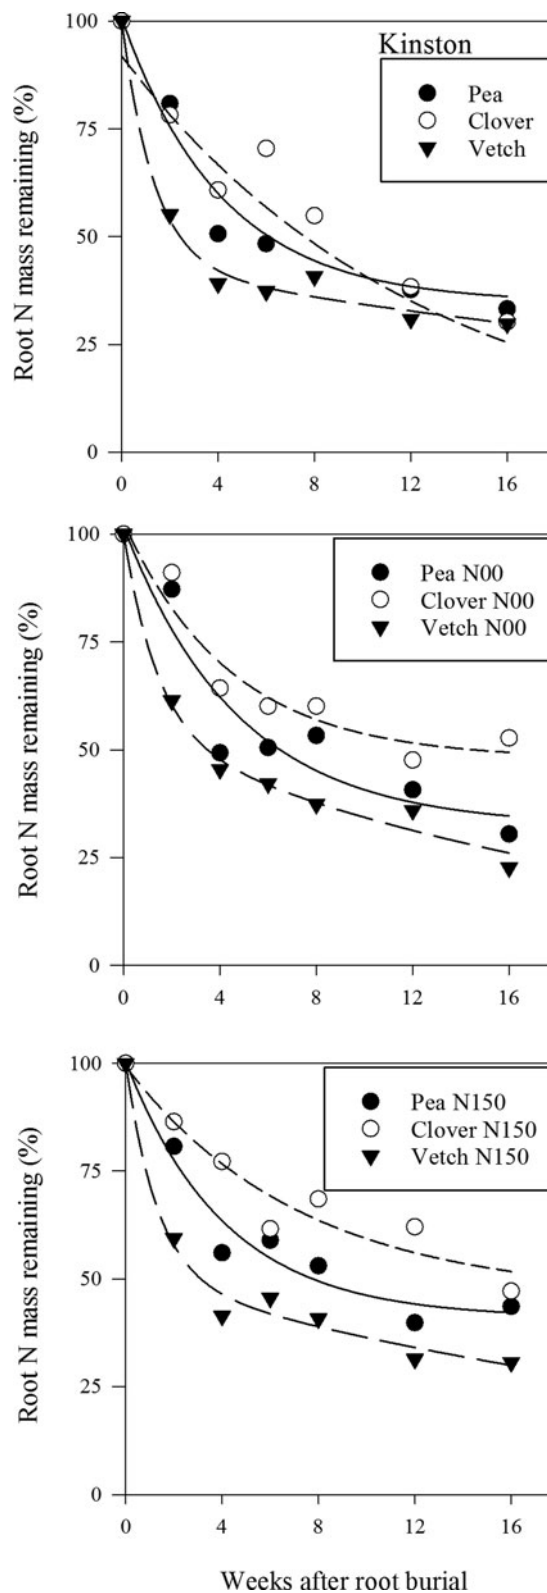 Kinston
Root N mass remaining (%)
100
75
50
25
0
Pea
Clover
Vetch
0 4 8 12 16
Root N mass remaining (%)
100
75
50
25
0
Pea N00
Clover N00
Vetch N00
0 4 8 12 16
Root N mass remaining (%)
100
75
50
25
0
Pea N150
Clover N150
Vetch N150
0 4 8 12 16
Weeks after root burial